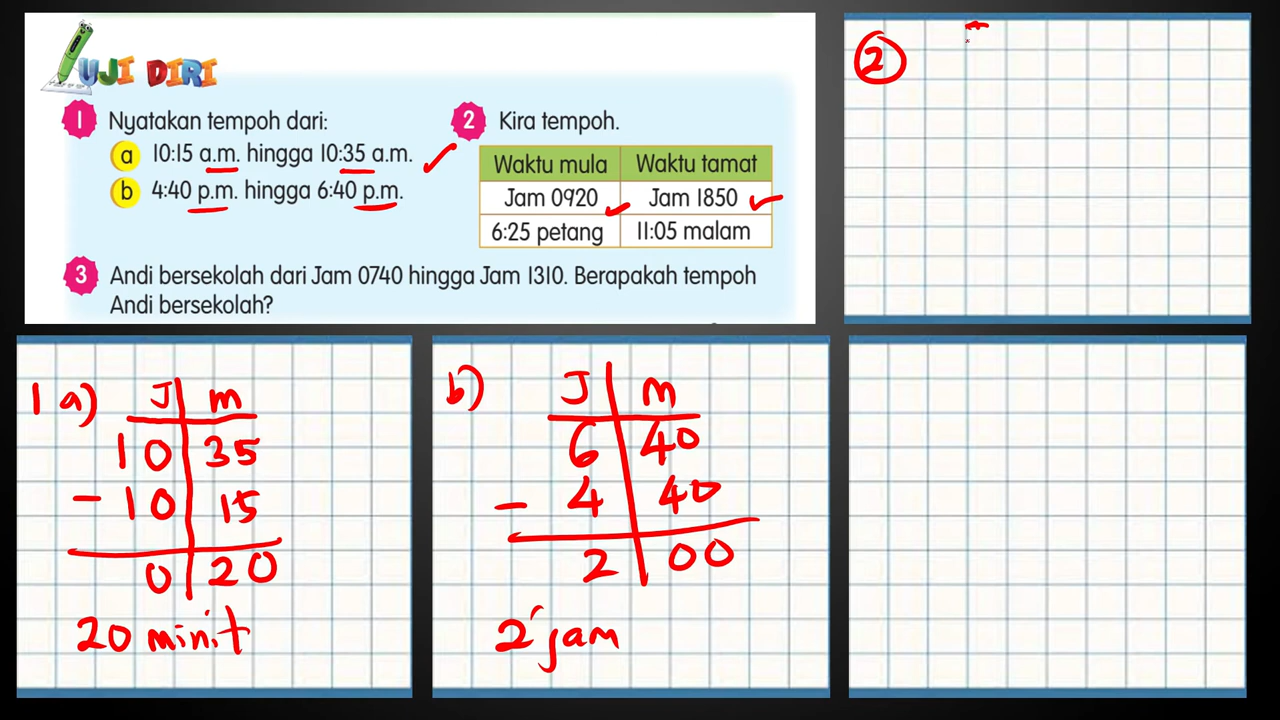 UJI DIRI
1 Nyatakan tempoh dari:
a 10:15 a.m. hingga 10:35 a.m.
b 4:40 p.m. hingga 6:40 p.m.
2 Kira tempoh.
Waktu mula Waktu tamat
Jam 0920 Jam 1850
6:25 petang 11:05 malam
3 Andi bersekolah dari Jam 0740 hingga Jam 1310. Berapakah tempoh
Andi bersekolah?
2
1 a) J m
10 35
- 10 15
0 20
20 minit
b) J m
6 40
- 4 40
2 00
2 jam